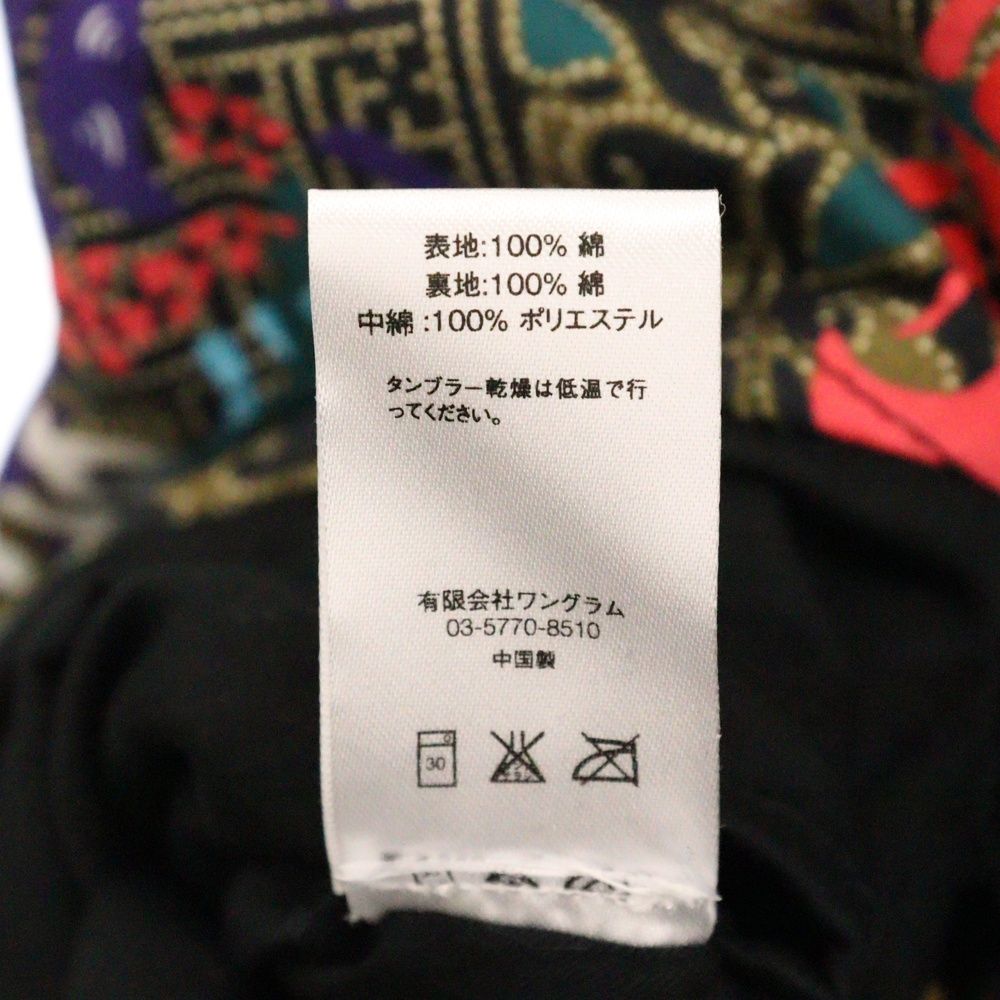 表地:100% 綿
裏地:100% 綿
中綿 :100% ポリエステル
タンブラー乾燥は低温で行
ってください。
有限会社ワングラム
03-5770-8510
中国製
30